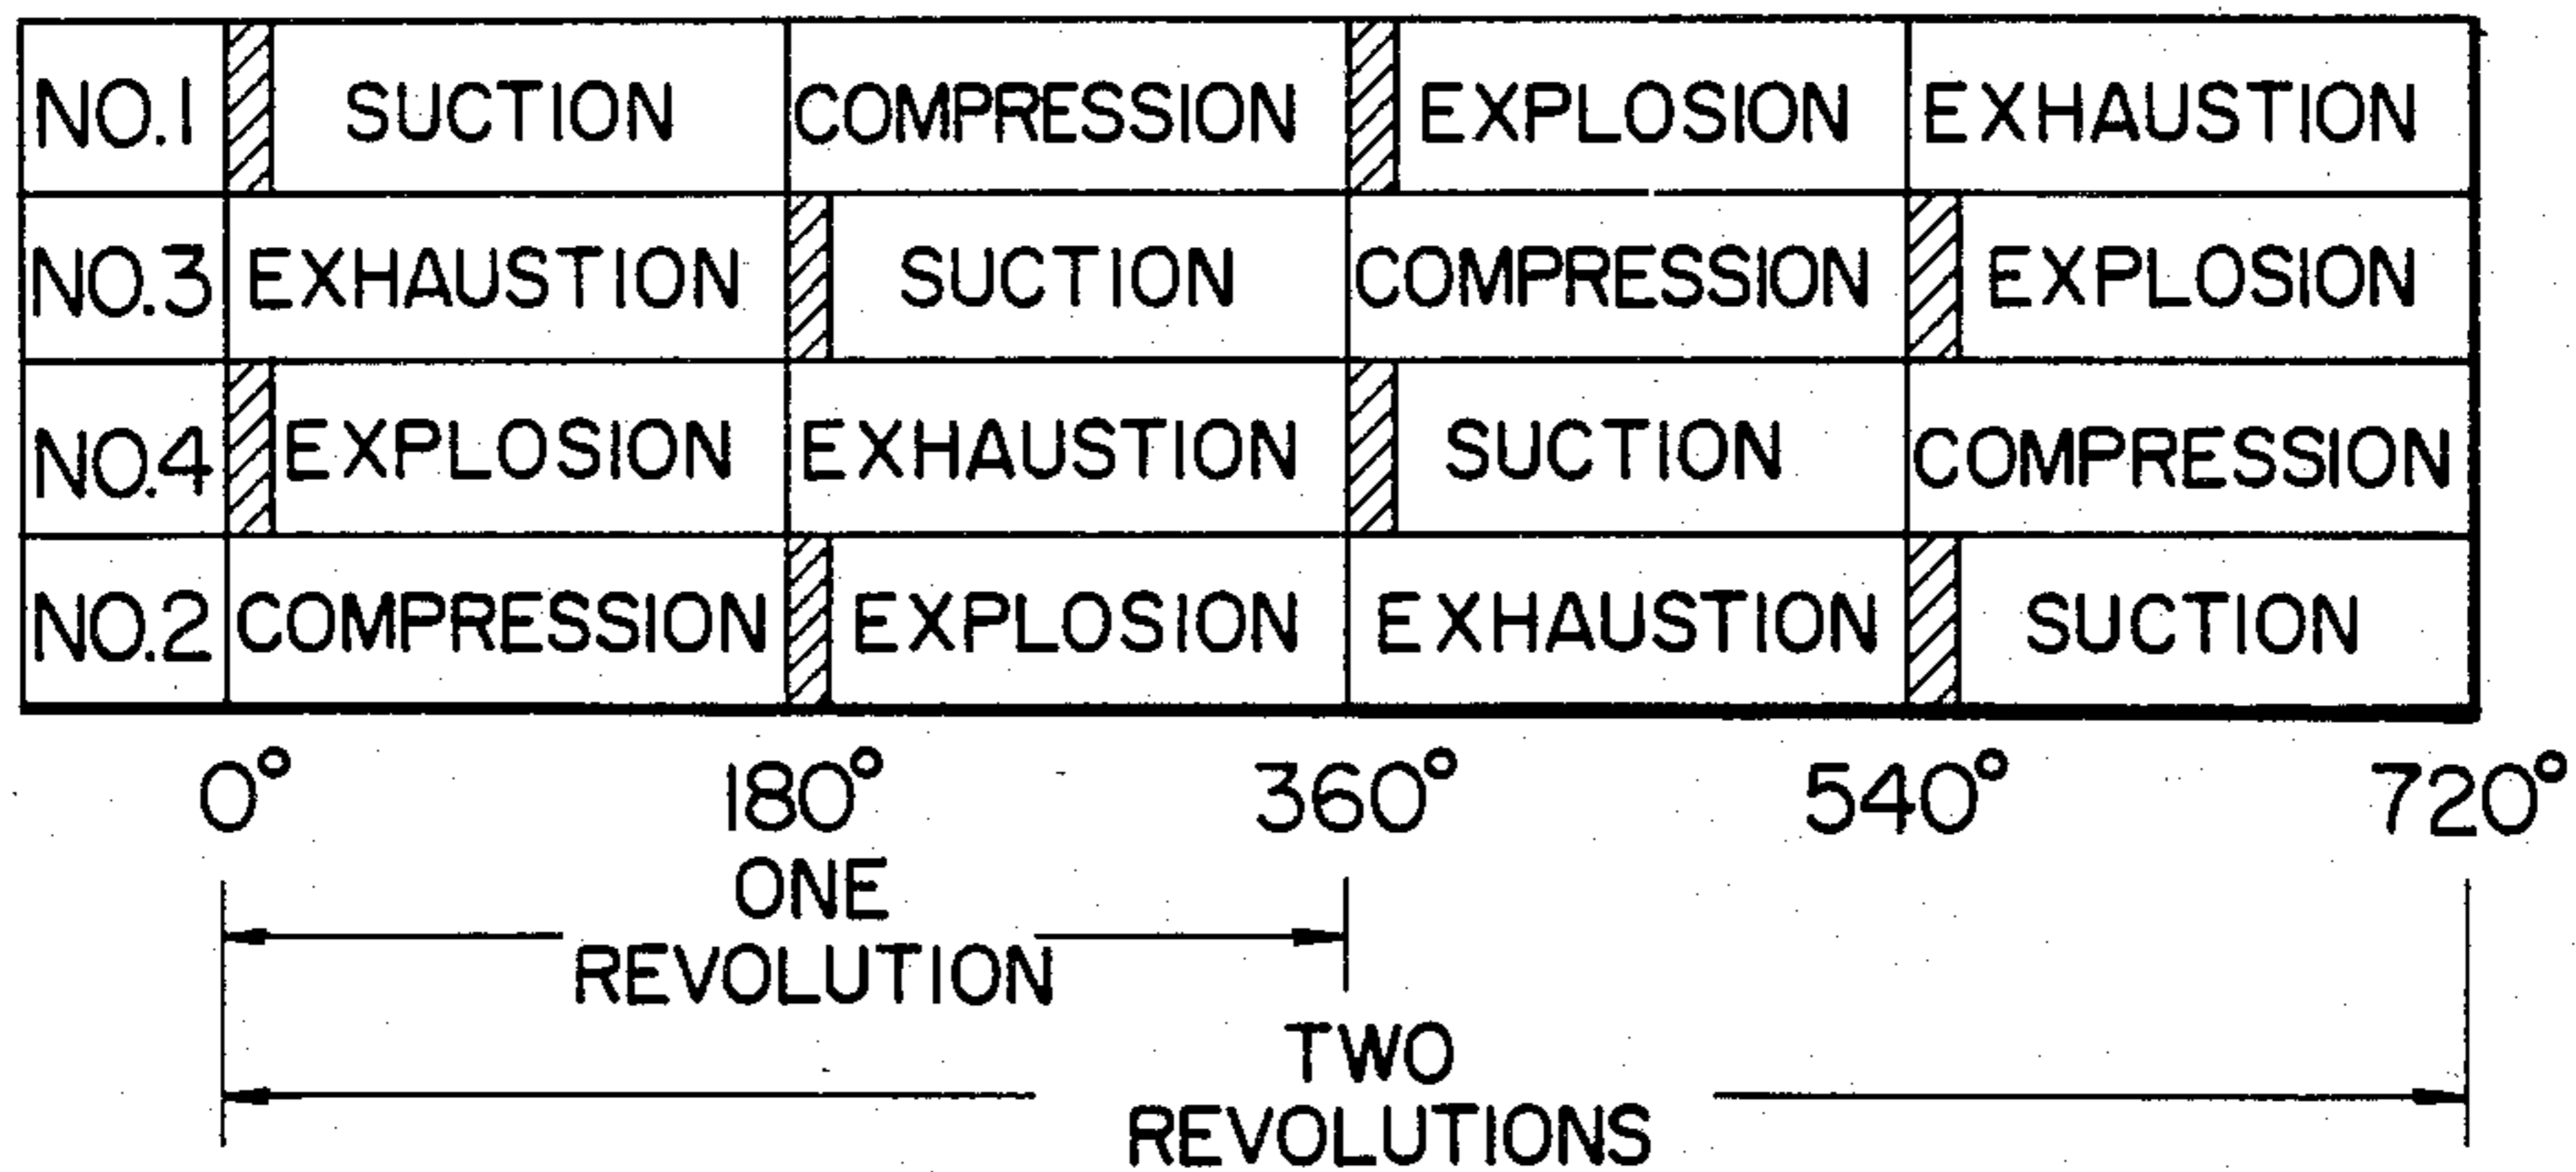 NO.1 SUCTION COMPRESSION EXPLOSION EXHAUSTION
NO.3 EXHAUSTION SUCTION COMPRESSION EXPLOSION
NO.4 EXPLOSION EXHAUSTION SUCTION COMPRESSION
NO.2 COMPRESSION EXPLOSION EXHAUSTION SUCTION
0° 180° 360° 540° 720°
ONE
REVOLUTION
TWO
REVOLUTIONS